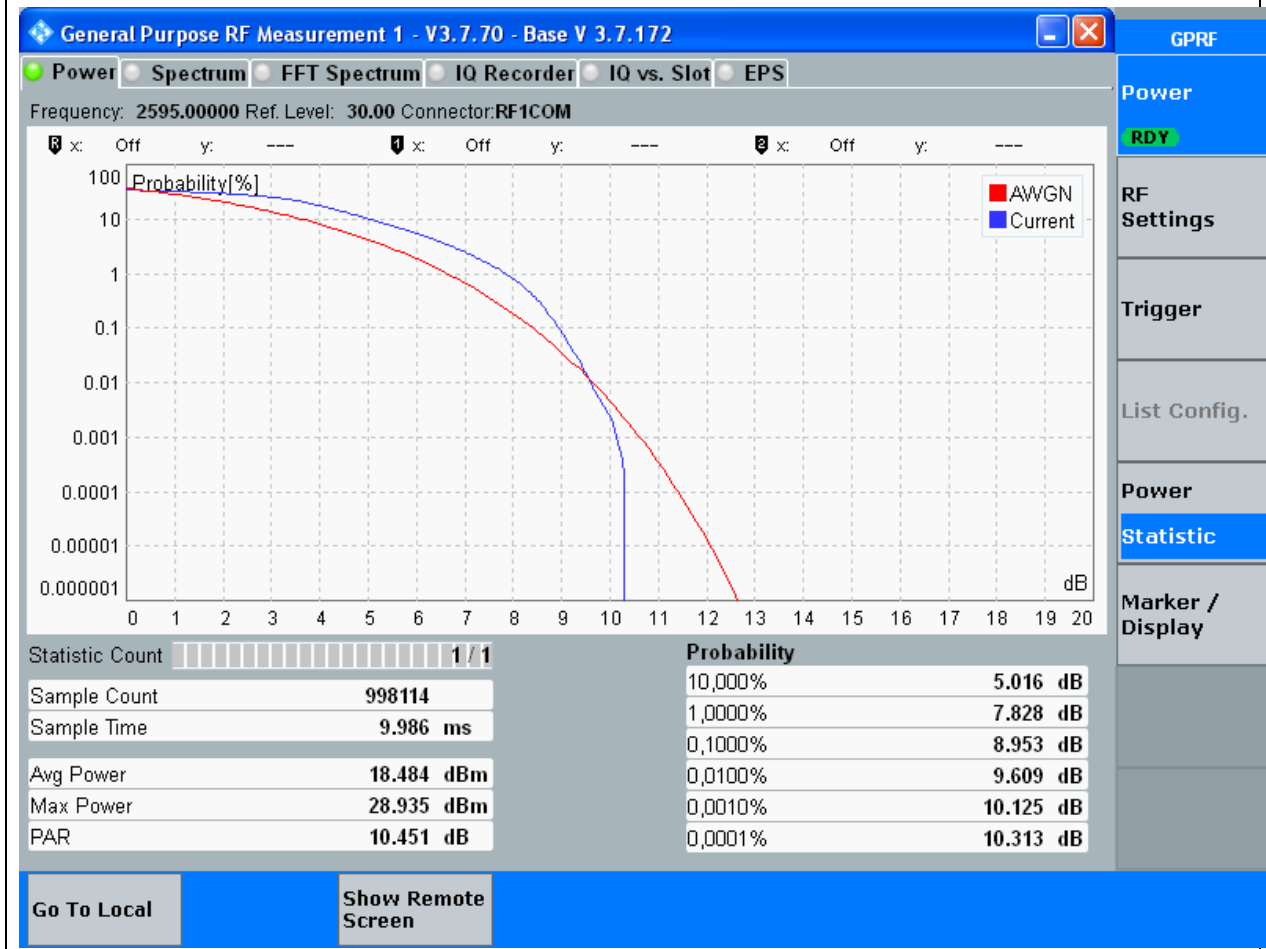 General Purpose RF Measurement 1 - V3.7.70 - Base V 3.7.172
GPRF
Power Spectrum FFT Spectrum IQ Recorder IQ vs. Slot EPS
Frequency: 2595.00000 Ref. Level: 30.00 Connector:RF1COM
R x: Off y: --- 1 x: Off y: --- 2 x: Off y: ---
Probability[%]
AWGN
Current
100
10
1
0.1
0.01
0.001
0.0001
0.00001
0.000001
dB
0 1 2 3 4 5 6 7 8 9 10 11 12 13 14 15 16 17 18 19 20
Statistic Count 1 / 1
Sample Count 998114
Sample Time 9.986 ms
Avg Power 18.484 dBm
Max Power 28.935 dBm
PAR 10.451 dB
Probability
10,000% 5.016 dB
1,0000% 7.828 dB
0,1000% 8.953 dB
0,0100% 9.609 dB
0,0010% 10.125 dB
0,0001% 10.313 dB
Power
RDY
RF
Settings
Trigger
List Config.
Power
Statistic
Marker /
Display
Go To Local
Show Remote
Screen